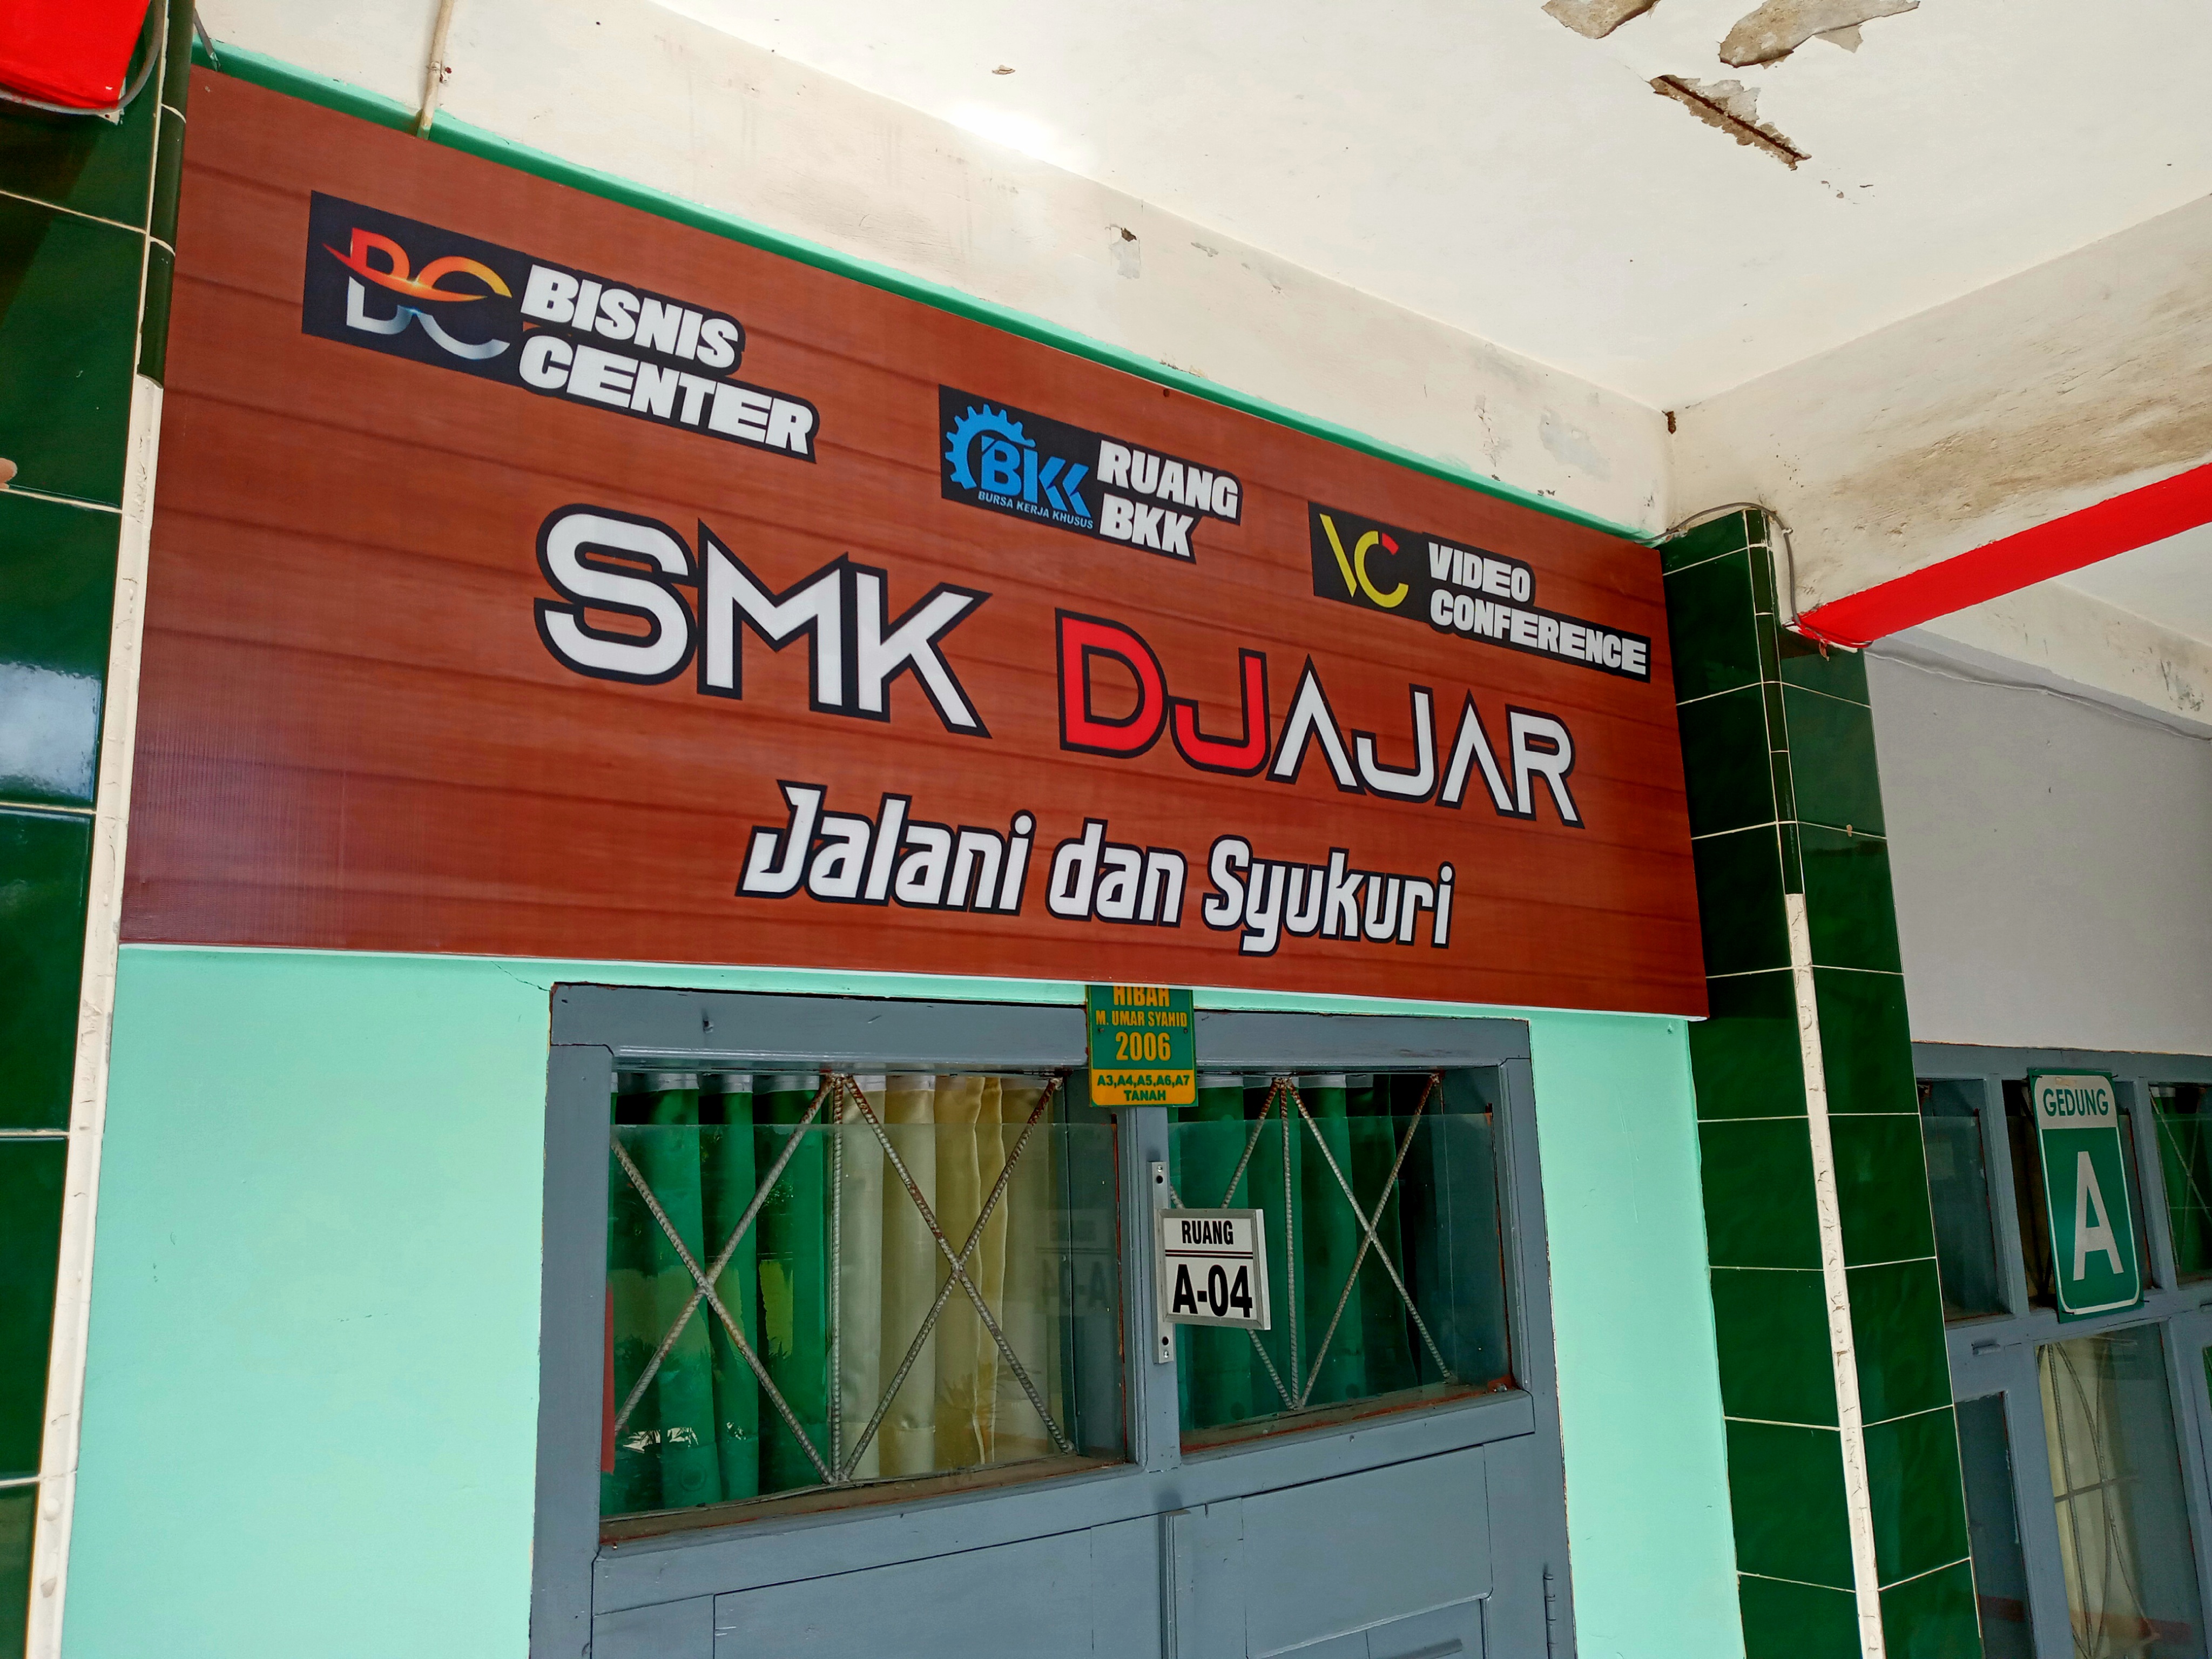 BC
BISNIS
CENTER
BKK
BURSA KERJA KHUSUS
RUANG
BKK
VC
VIDEO
CONFERENCE
SMK DJAJAR
Jalani dan Syukuri
HIBAH
M. UMAR SYAHID
2006
A3,A4,A5,A6,A7
TANAH
RUANG
A-04
GEDUNG
A